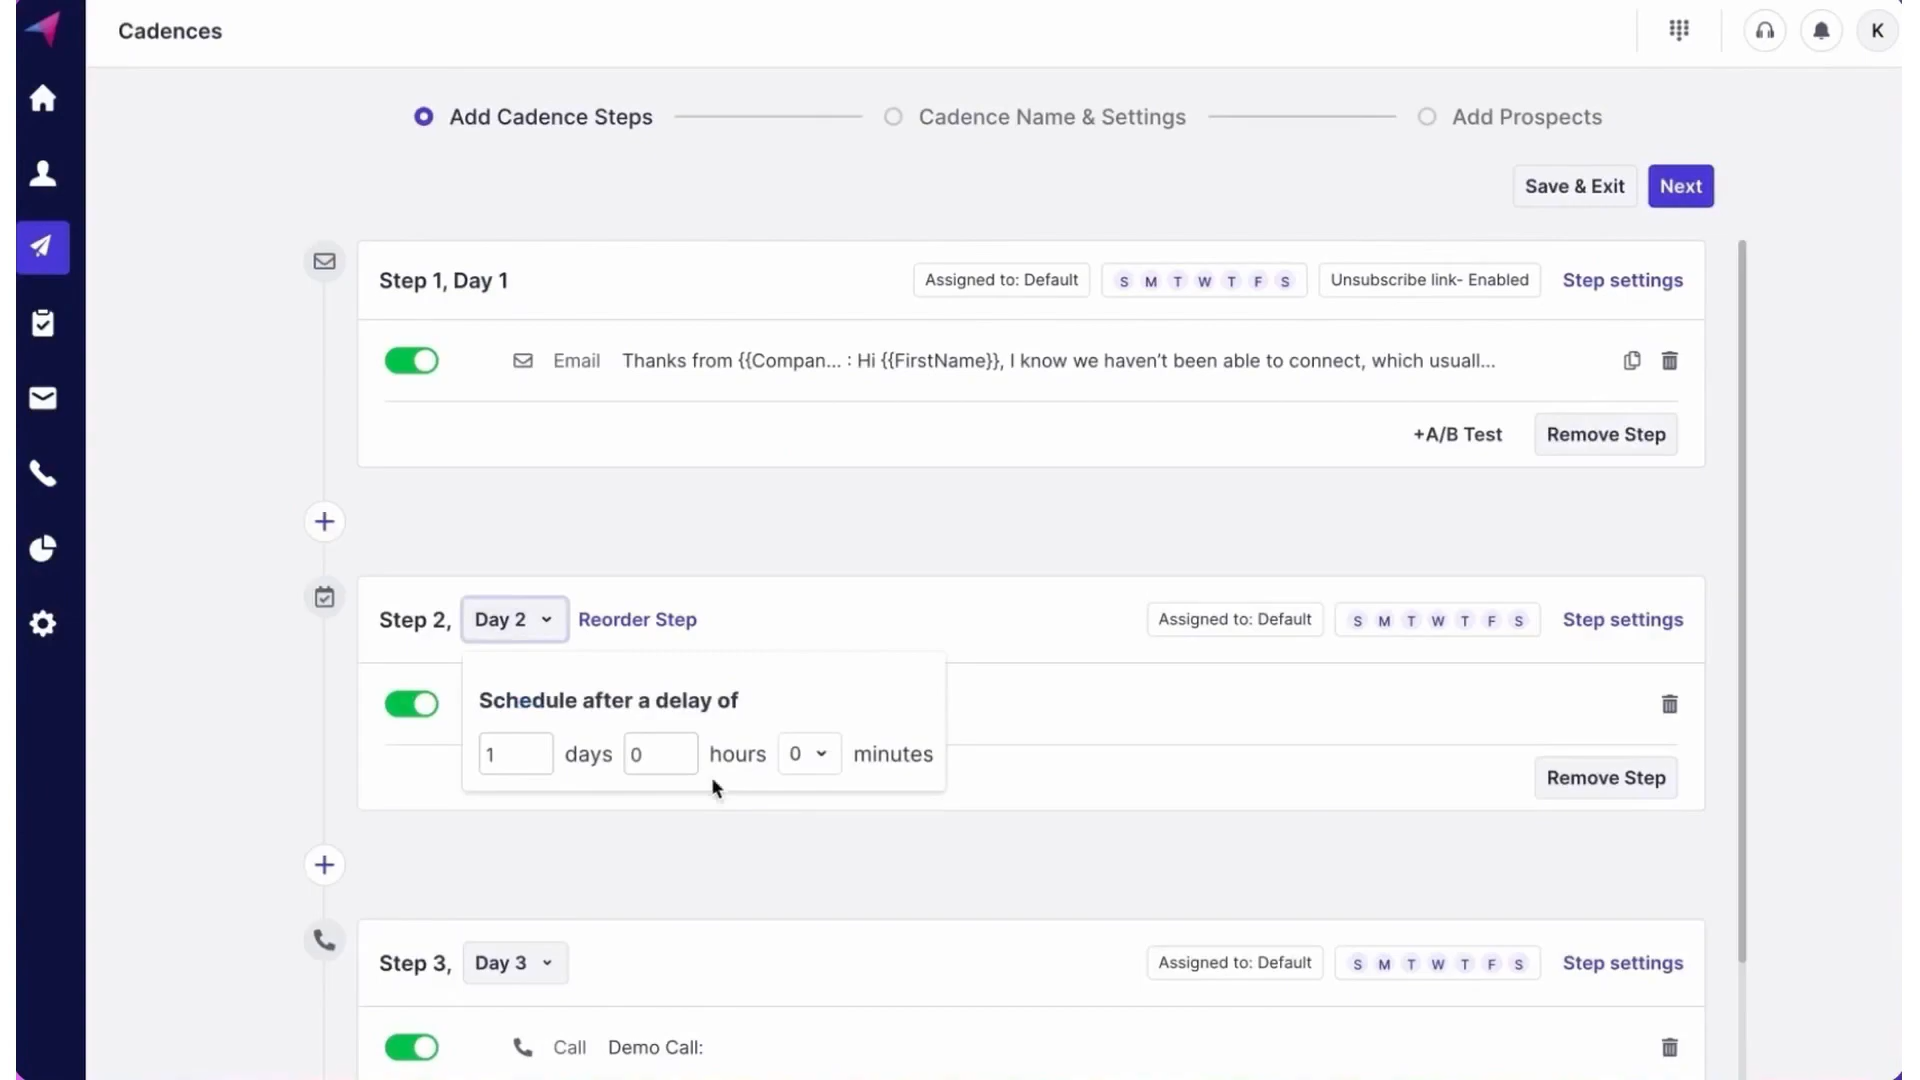 Cadences
K
Add Cadence Steps
Cadence Name & Settings
Add Prospects
Save & Exit
Next
Step 1, Day 1
Assigned to: Default
S M T W T F S
Unsubscribe link- Enabled
Step settings
Email
Thanks from {{Compan... : Hi {{FirstName}}, I know we haven’t been able to connect, which usuall...
+A/B Test
Remove Step
Step 2,
Day 2
Reorder Step
Assigned to: Default
S M T W T F S
Step settings
Schedule after a delay of
1 days 0 hours 0 minutes
Remove Step
Step 3,
Day 3
Assigned to: Default
S M T W T F S
Step settings
Call
Demo Call: